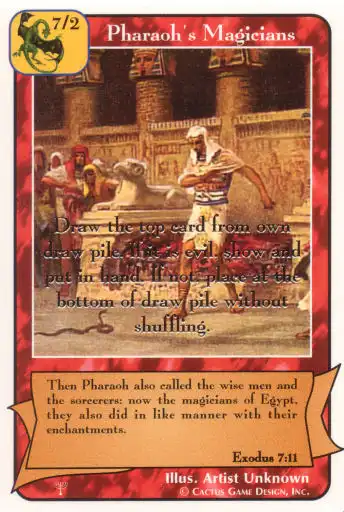 7/2
Pharaoh's Magicians
Draw the top card from own
draw pile. If it is evil, show and
put in hand. If not, place at the
bottom of draw pile without
shuffling.
Then Pharaoh also called the wise men and
the sorcerers: now the magicians of Egypt,
they also did in like manner with their
enchantments.
Exodus 7:11
Illus. Artist Unknown
© Cactus Game Design, Inc.